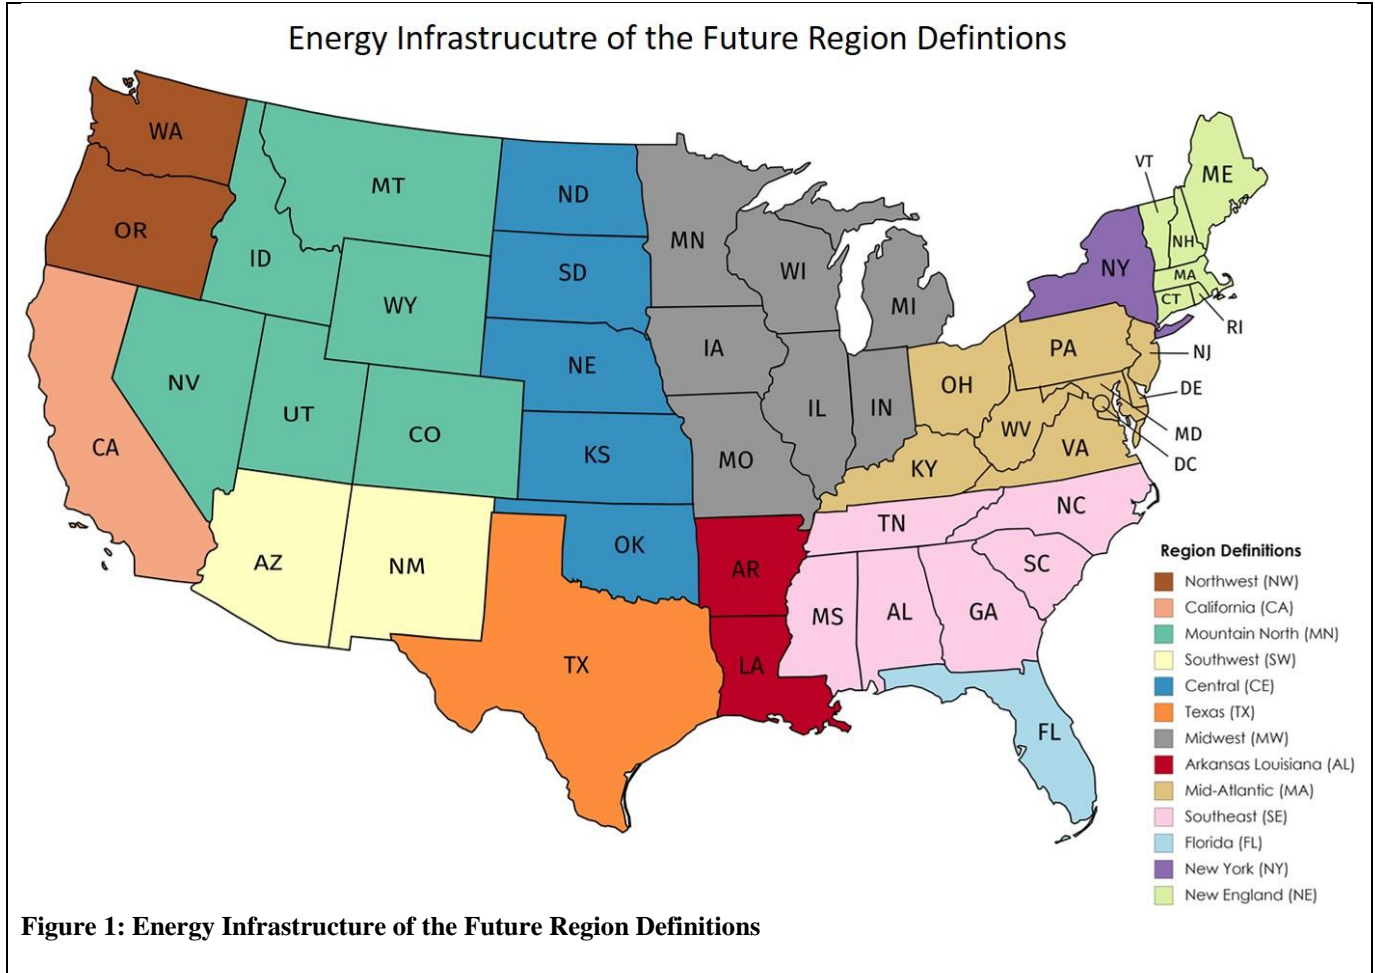 Energy Infrastrucutre of the Future Region Defintions
WA
OR
CA
ID
MT
WY
NV
UT
CO
AZ
NM
ND
SD
NE
KS
OK
TX
MN
WI
MI
IA
IL
IN
MO
AR
LA
OH
PA
WV
KY
VA
TN
NC
SC
MS
AL
GA
FL
NY
VT
ME
NH
MA
CT
RI
NJ
DE
MD
DC
Region Definitions
Northwest (NW)
California (CA)
Mountain North (MN)
Southwest (SW)
Central (CE)
Texas (TX)
Midwest (MW)
Arkansas Louisiana (AL)
Mid-Atlantic (MA)
Southeast (SE)
Florida (FL)
New York (NY)
New England (NE)
Figure 1: Energy Infrastructure of the Future Region Definitions